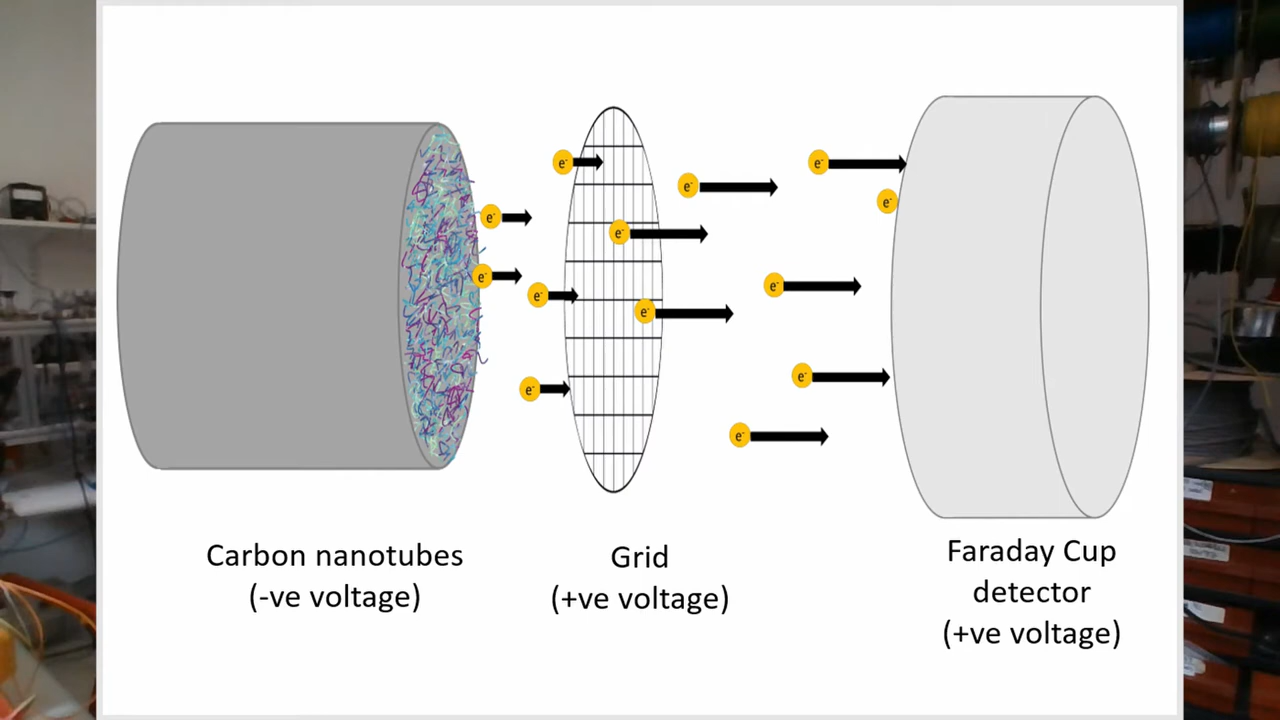 e-
e-
e-
e-
e-
e-
e-
e-
e-
e-
e-
e-
e-
Carbon nanotubes
(-ve voltage)
Grid
(+ve voltage)
Faraday Cup
detector
(+ve voltage)